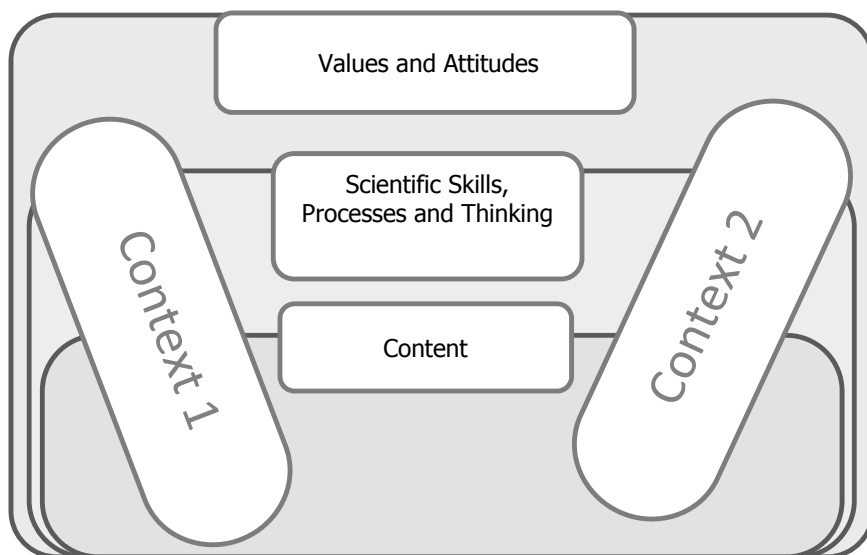 Values and Attitudes
Scientific Skills,
Processes and Thinking
Context 1
Context 2
Content